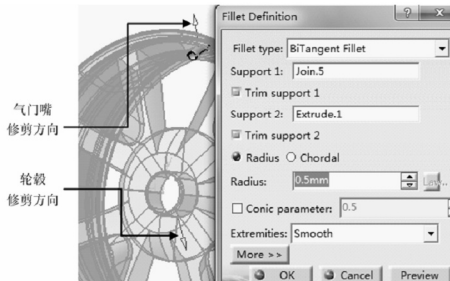 气门嘴
修剪方向
轮毂
修剪方向
Fillet Definition
? X
Fillet type: BiTangent Fillet
Support 1: Join.5
Trim support 1
Support 2: Extrude.1
Trim support 2
Radius Chordal
Radius: 0.5mm Law..
Conic parameter: 0.5
Extremities: Smooth
More >>
OK Cancel Preview